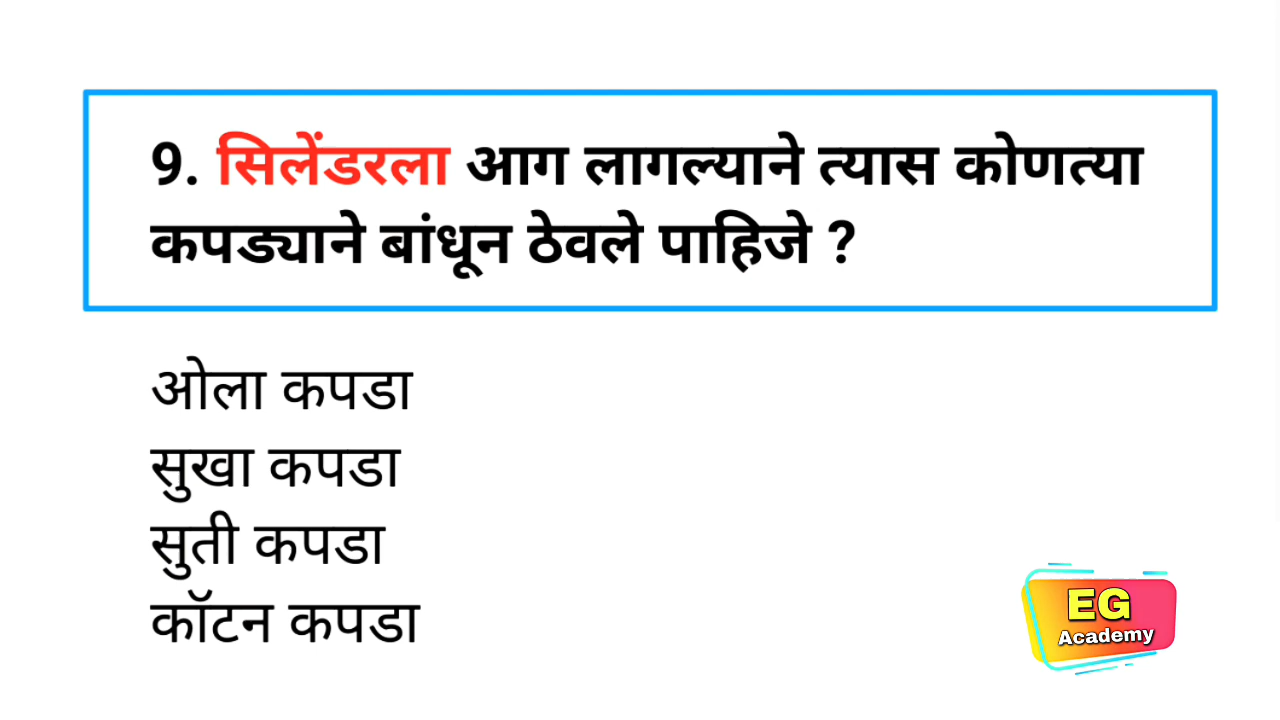 9. सिलेंडरला आग लागल्याने त्यास कोणत्या
कपड्याने बांधून ठेवले पाहिजे ?
ओला कपडा
सुखा कपडा
सुती कपडा
कॉटन कपडा
EG
Academy